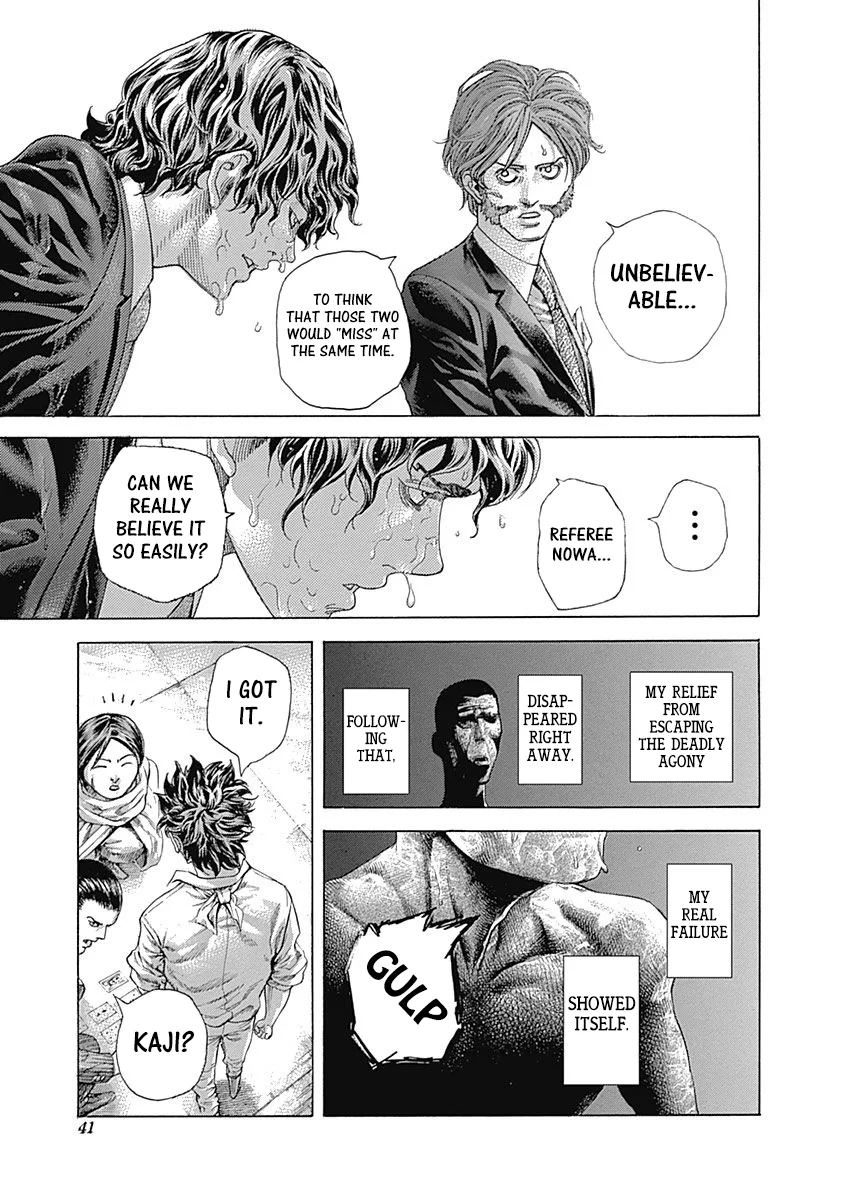 UNBELIEV-
ABLE...
TO THINK
THAT THOSE TWO
WOULD "MISS" AT
THE SAME TIME.
...
REFEREE
NOWA...
CAN WE
REALLY
BELIEVE IT
SO EASILY?
MY RELIEF
FROM
ESCAPING
THE DEADLY
AGONY
DISAP-
PEARED
RIGHT
AWAY.
FOLLOW-
ING
THAT,
MY
REAL
FAILURE
SHOWED
ITSELF.
GULP
I GOT
IT.
KAJI?
41